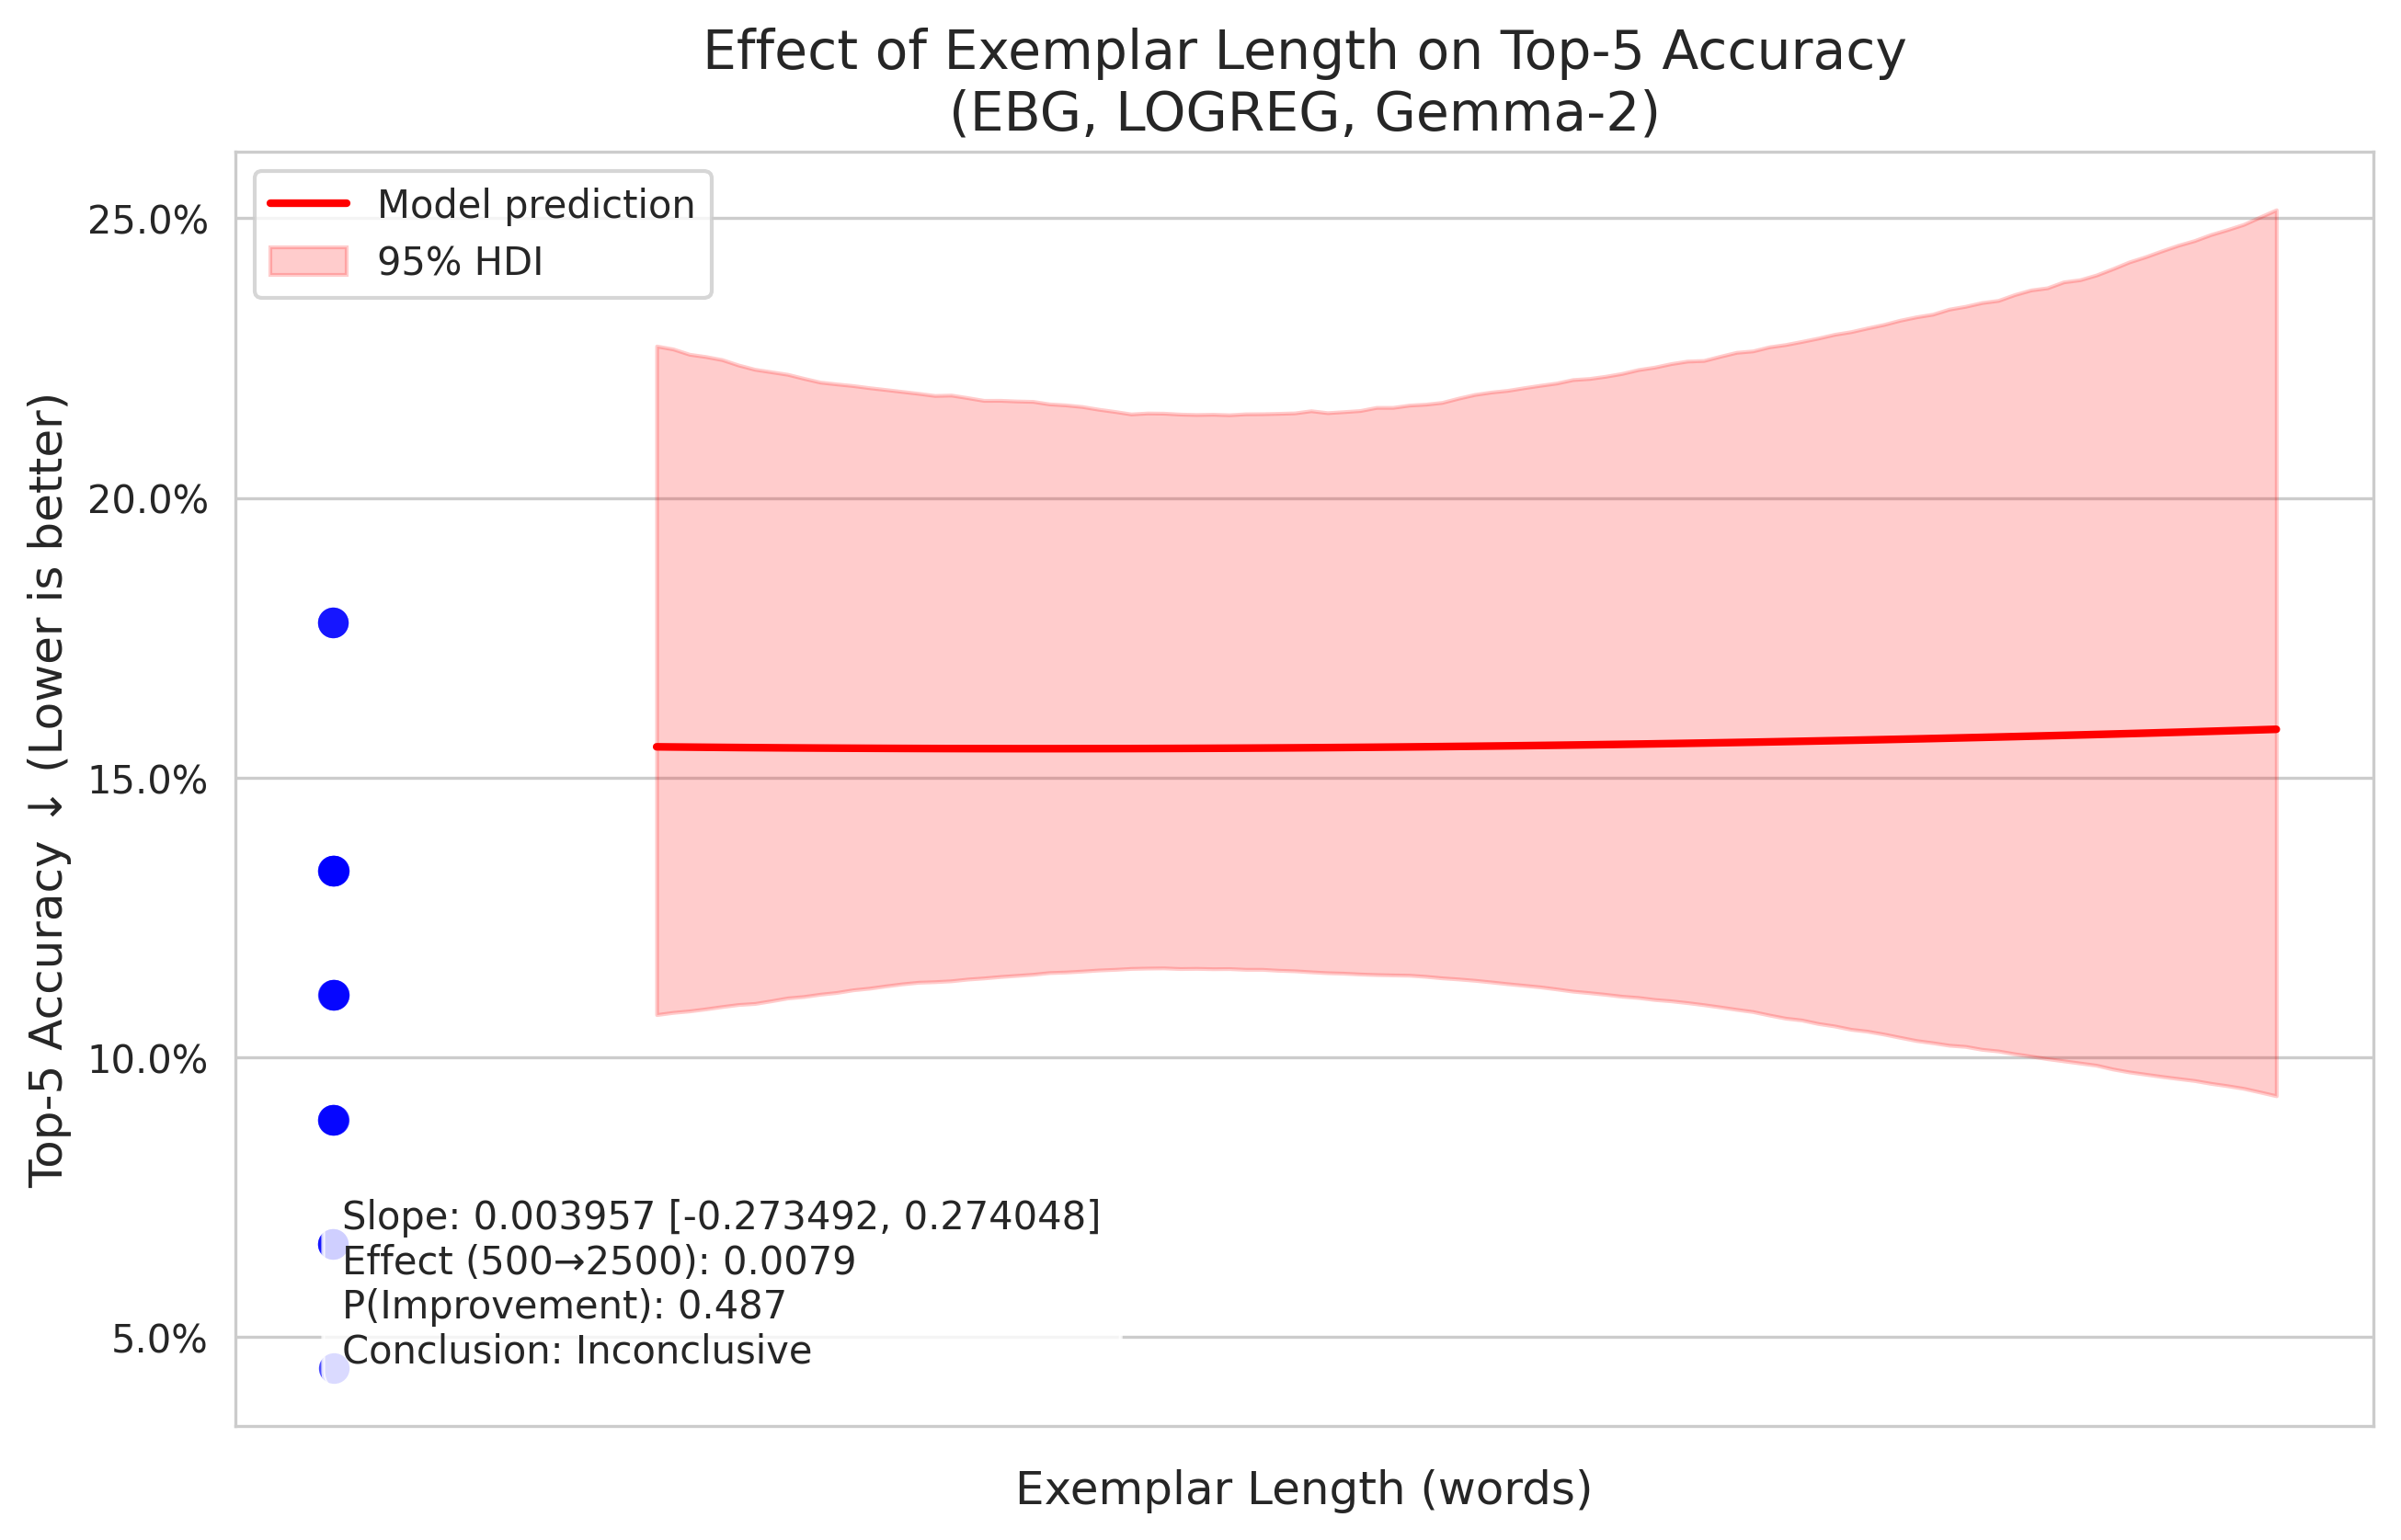 Effect of Exemplar Length on Top-5 Accuracy
(EBG, LOGREG, Gemma-2)
Model prediction
95% HDI
25.0%
20.0%
15.0%
10.0%
5.0%
Top-5 Accuracy ↓ (Lower is better)
Slope: 0.003957 [-0.273492, 0.274048]
Effect (500→2500): 0.0079
P(Improvement): 0.487
Conclusion: Inconclusive
Exemplar Length (words)